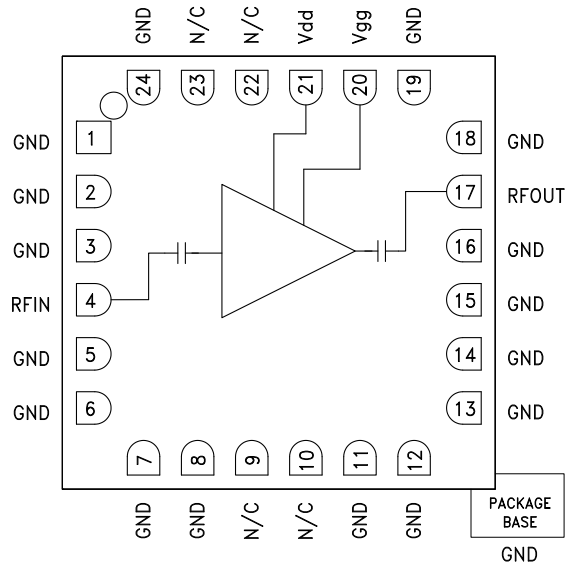 GND N/C N/C Vdd Vgg GND
24 23 22 21 20 19
GND 1 18 GND
GND 2 17 RFOUT
GND 3 16 GND
RFIN 4 15 GND
GND 5 14 GND
GND 6 13 GND
7 8 9 10 11 12
GND GND N/C N/C GND GND
PACKAGE
BASE
GND